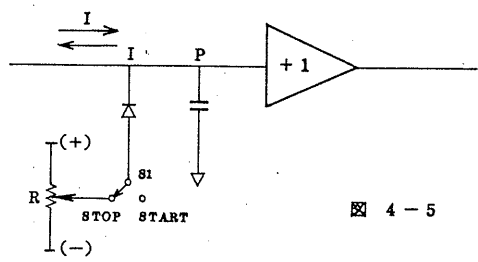 I
I P
+1
(+)
S1
R
STOP START
図 4-5
(-)